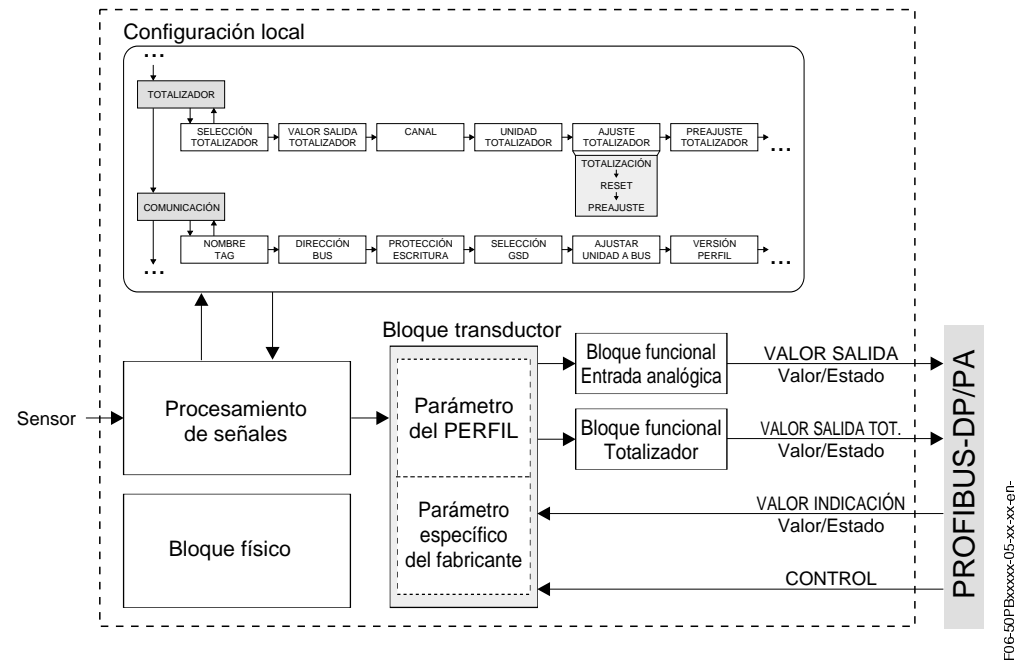 Configuración local
...
TOTALIZADOR
SELECCIÓN
TOTALIZADOR
VALOR SALIDA
TOTALIZADOR
CANAL
UNIDAD
TOTALIZADOR
AJUSTE
TOTALIZADOR
PREAJUSTE
TOTALIZADOR
...
TOTALIZACIÓN
RESET
PREAJUSTE
COMUNICACIÓN
NOMBRE
TAG
DIRECCIÓN
BUS
PROTECCIÓN
ESCRITURA
SELECCIÓN
GSD
AJUSTAR
UNIDAD A BUS
VERSIÓN
PERFIL
...
...
Sensor
Procesamiento
de señales
Bloque físico
Bloque transductor
Parámetro
del PERFIL
Parámetro
específico
del fabricante
Bloque funcional
Entrada analógica
Bloque funcional
Totalizador
VALOR SALIDA
Valor/Estado
VALOR SALIDA TOT.
Valor/Estado
VALOR INDICACIÓN
Valor/Estado
CONTROL
PROFIBUS-DP/PA
F06-50PBxxxxx-05-xx-xx-en-